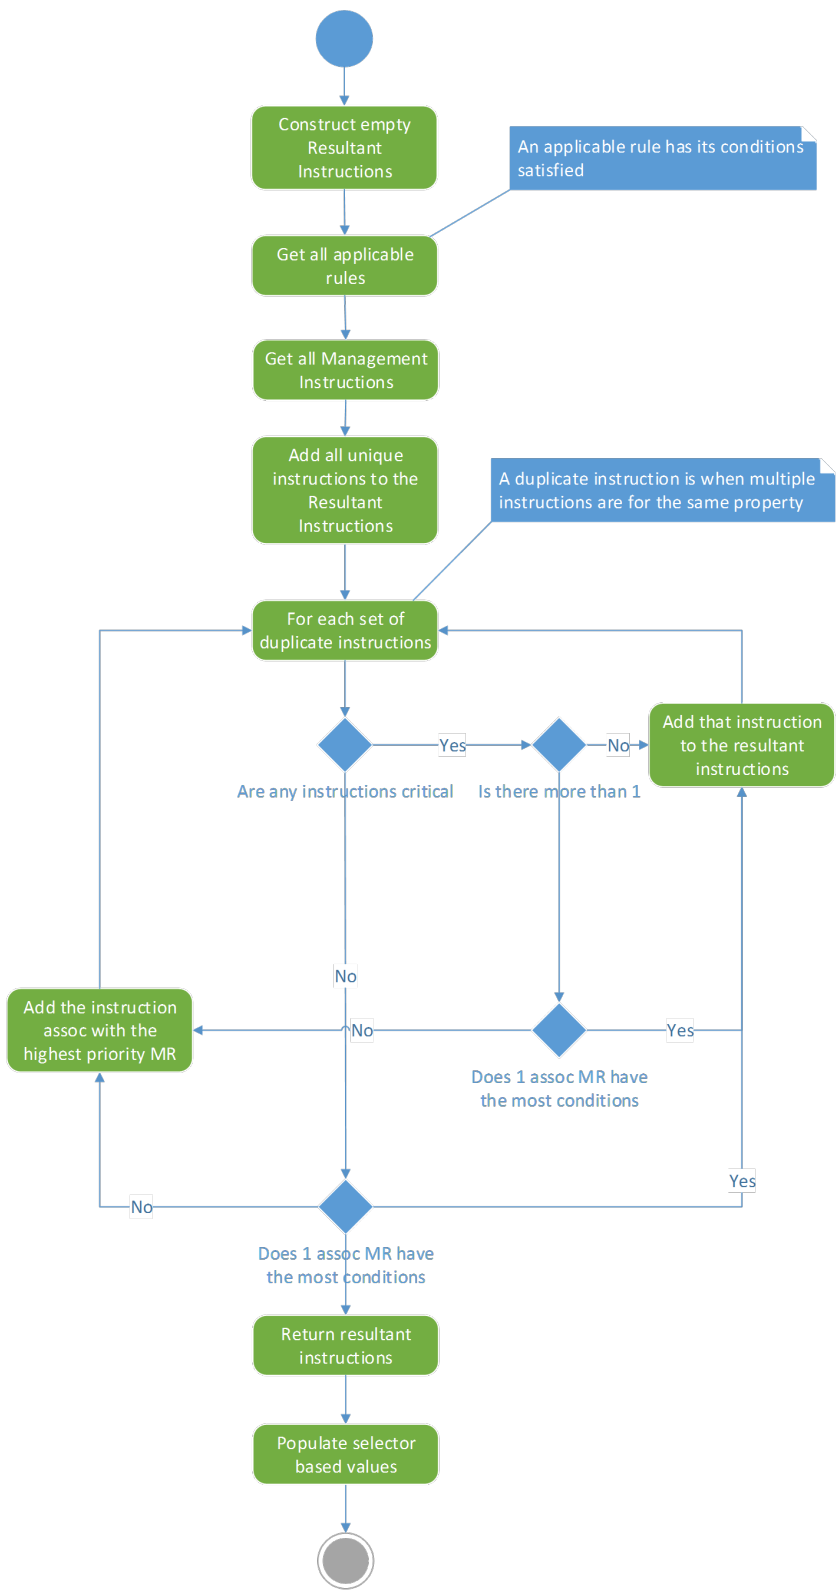 Construct empty
Resultant
Instructions
An applicable rule has its conditions
satisfied
Get all applicable
rules
Get all Management
Instructions
Add all unique
instructions to the
Resultant
Instructions
A duplicate instruction is when multiple
instructions are for the same property
For each set of
duplicate instructions
Yes
No
Add that instruction
to the resultant
instructions
Are any instructions critical
Is there more than 1
No
Add the instruction
assoc with the
highest priority MR
No
Yes
Does 1 assoc MR have
the most conditions
Yes
No
Does 1 assoc MR have
the most conditions
Return resultant
instructions
Populate selector
based values